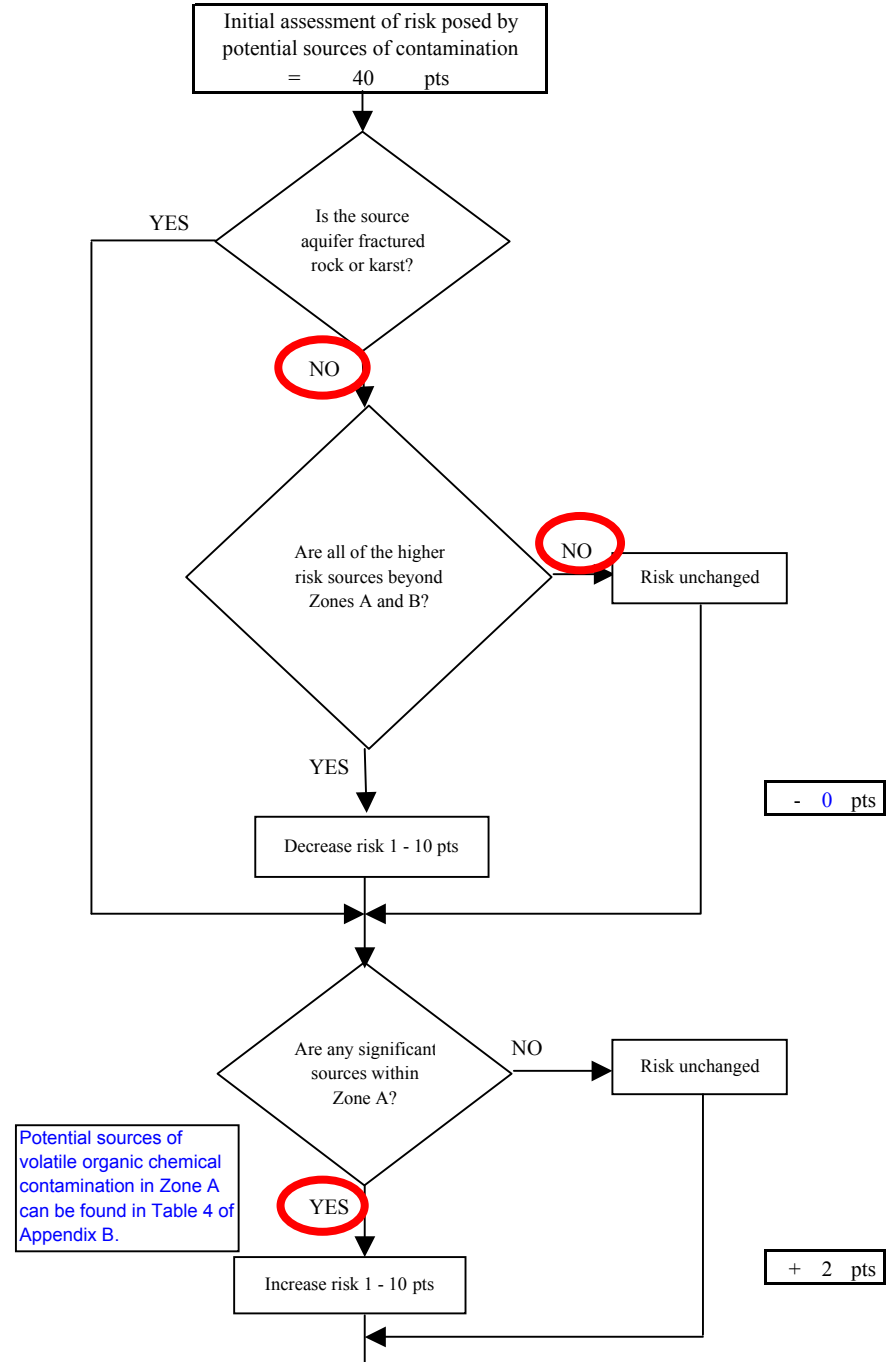 Initial assessment of risk posed by
potential sources of contamination
= 40 pts
YES
Is the source
aquifer fractured
rock or karst?
NO
Are all of the higher
risk sources beyond
Zones A and B?
NO
Risk unchanged
YES
- 0 pts
Decrease risk 1 - 10 pts
Are any significant
sources within
Zone A?
NO
Risk unchanged
Potential sources of
volatile organic chemical
contamination in Zone A
can be found in Table 4 of
Appendix B.
YES
+ 2 pts
Increase risk 1 - 10 pts